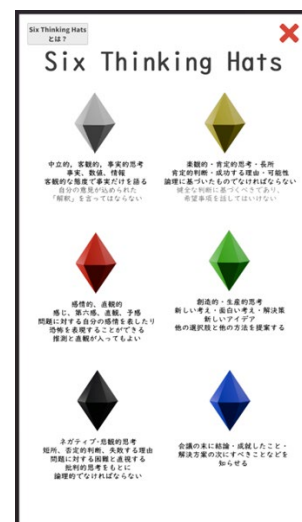 Six Thinking Hats
とは？
Six Thinking Hats
中立的、客観的、事実的思考
事実、数値、情報
客観的な態度で事実だけを語る
自分の意見が込められた
「解釈」を言ってはならない
楽観的・肯定的思考・長所
肯定的判断・成功する理由・可能性
論理に基づいたものでなければならない
健全な判断に基づくべきであり、
希望事項を話してはいけない
感情的、直観的
感じ、第六感、直観、予感
問題に対する自分の感情を表したり
恐怖を表現することができる
推測と直観が入ってもよい
創造的・生産的思考
新しい考え・面白い考え・解決策
新しいアイデア
他の選択肢と他の方法を提案する
ネガティブ・悲観的思考
短所、否定的判断、失敗する理由
問題に対する困難と直視する
批判的思考をもとに
論理的でなければならない
会議の末に結論・成就したこと・
解決方案の次にすべきことなどを
知らせる